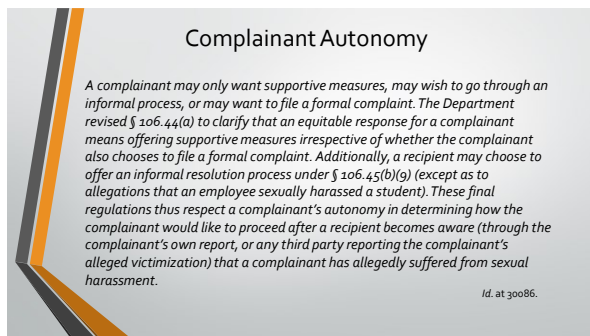 Complainant Autonomy
A complainant may only want supportive measures, may wish to go through an
informal process, or may want to file a formal complaint. The Department
revised § 106.44(a) to clarify that an equitable response for a complainant
means offering supportive measures irrespective of whether the complainant
also chooses to file a formal complaint. Additionally, a recipient may choose to
offer an informal resolution process under § 106.45(b)(9) (except as to
allegations that an employee sexually harassed a student). These final
regulations thus respect a complainant's autonomy in determining how the
complainant would like to proceed after a recipient becomes aware (through the
complainant's own report, or any third party reporting the complainant's
alleged victimization) that a complainant has allegedly suffered from sexual
harassment.
Id. at 30086.